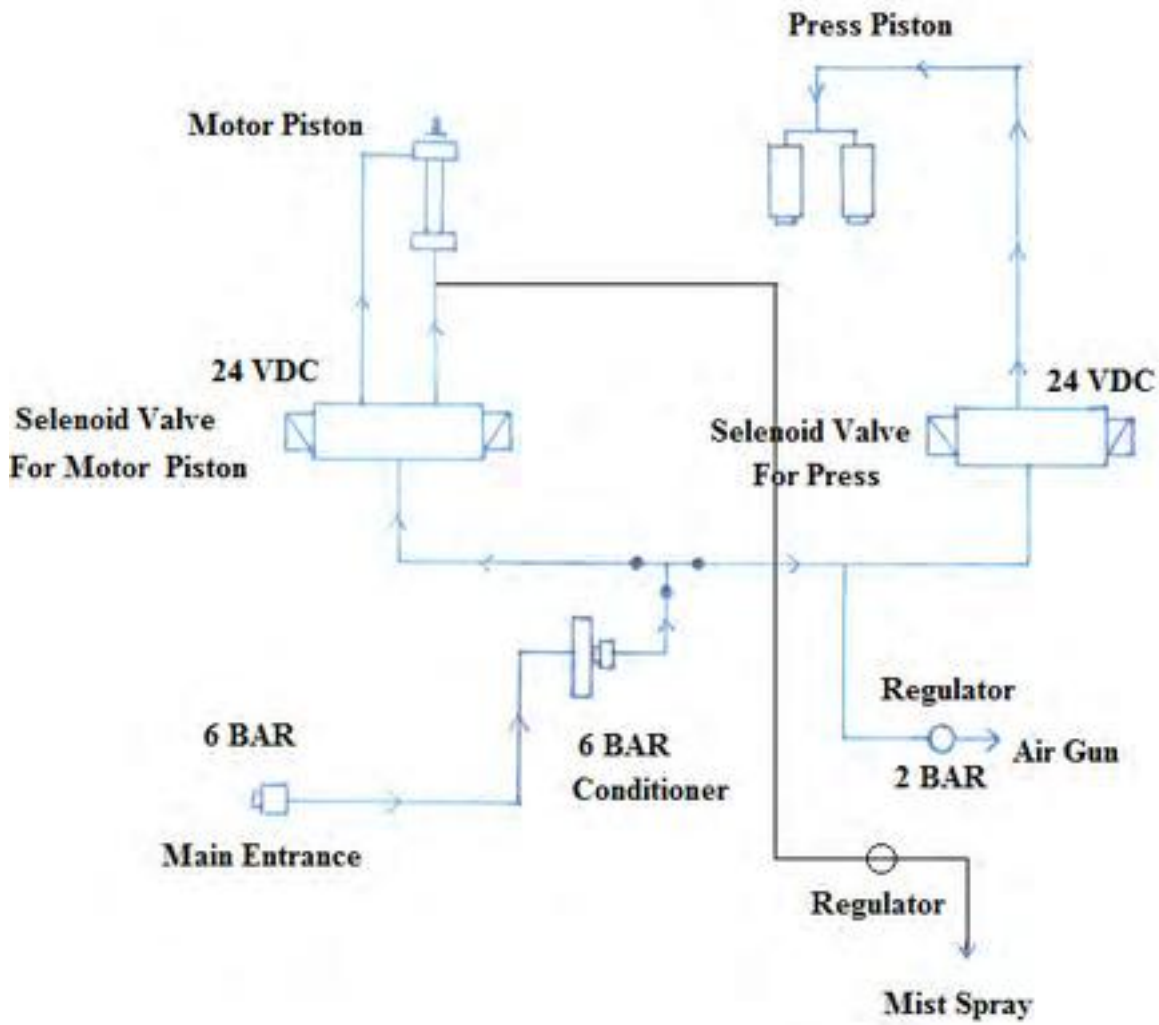 Press Piston
Motor Piston
24 VDC
Selenoid Valve
For Motor Piston
24 VDC
Selenoid Valve
For Press
6 BAR
Main Entrance
6 BAR
Conditioner
Regulator
2 BAR
Air Gun
Regulator
Mist Spray